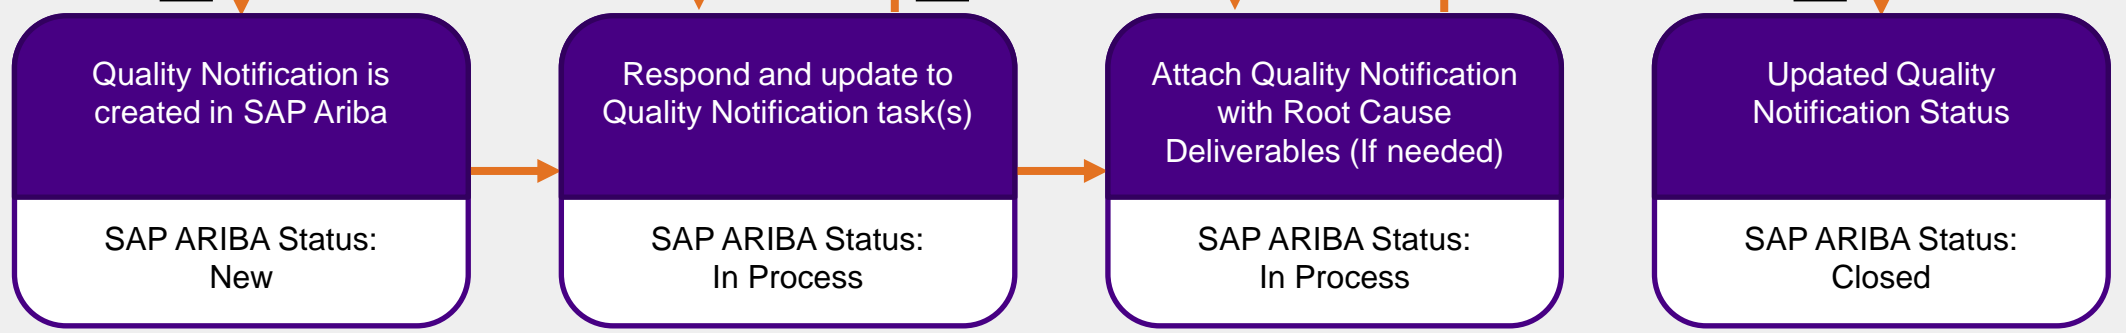 Quality Notification is
created in SAP Ariba
SAP ARIBA Status:
New
Respond and update to
Quality Notification task(s)
SAP ARIBA Status:
In Process
Attach Quality Notification
with Root Cause
Deliverables (If needed)
SAP ARIBA Status:
In Process
Updated Quality
Notification Status
SAP ARIBA Status:
Closed